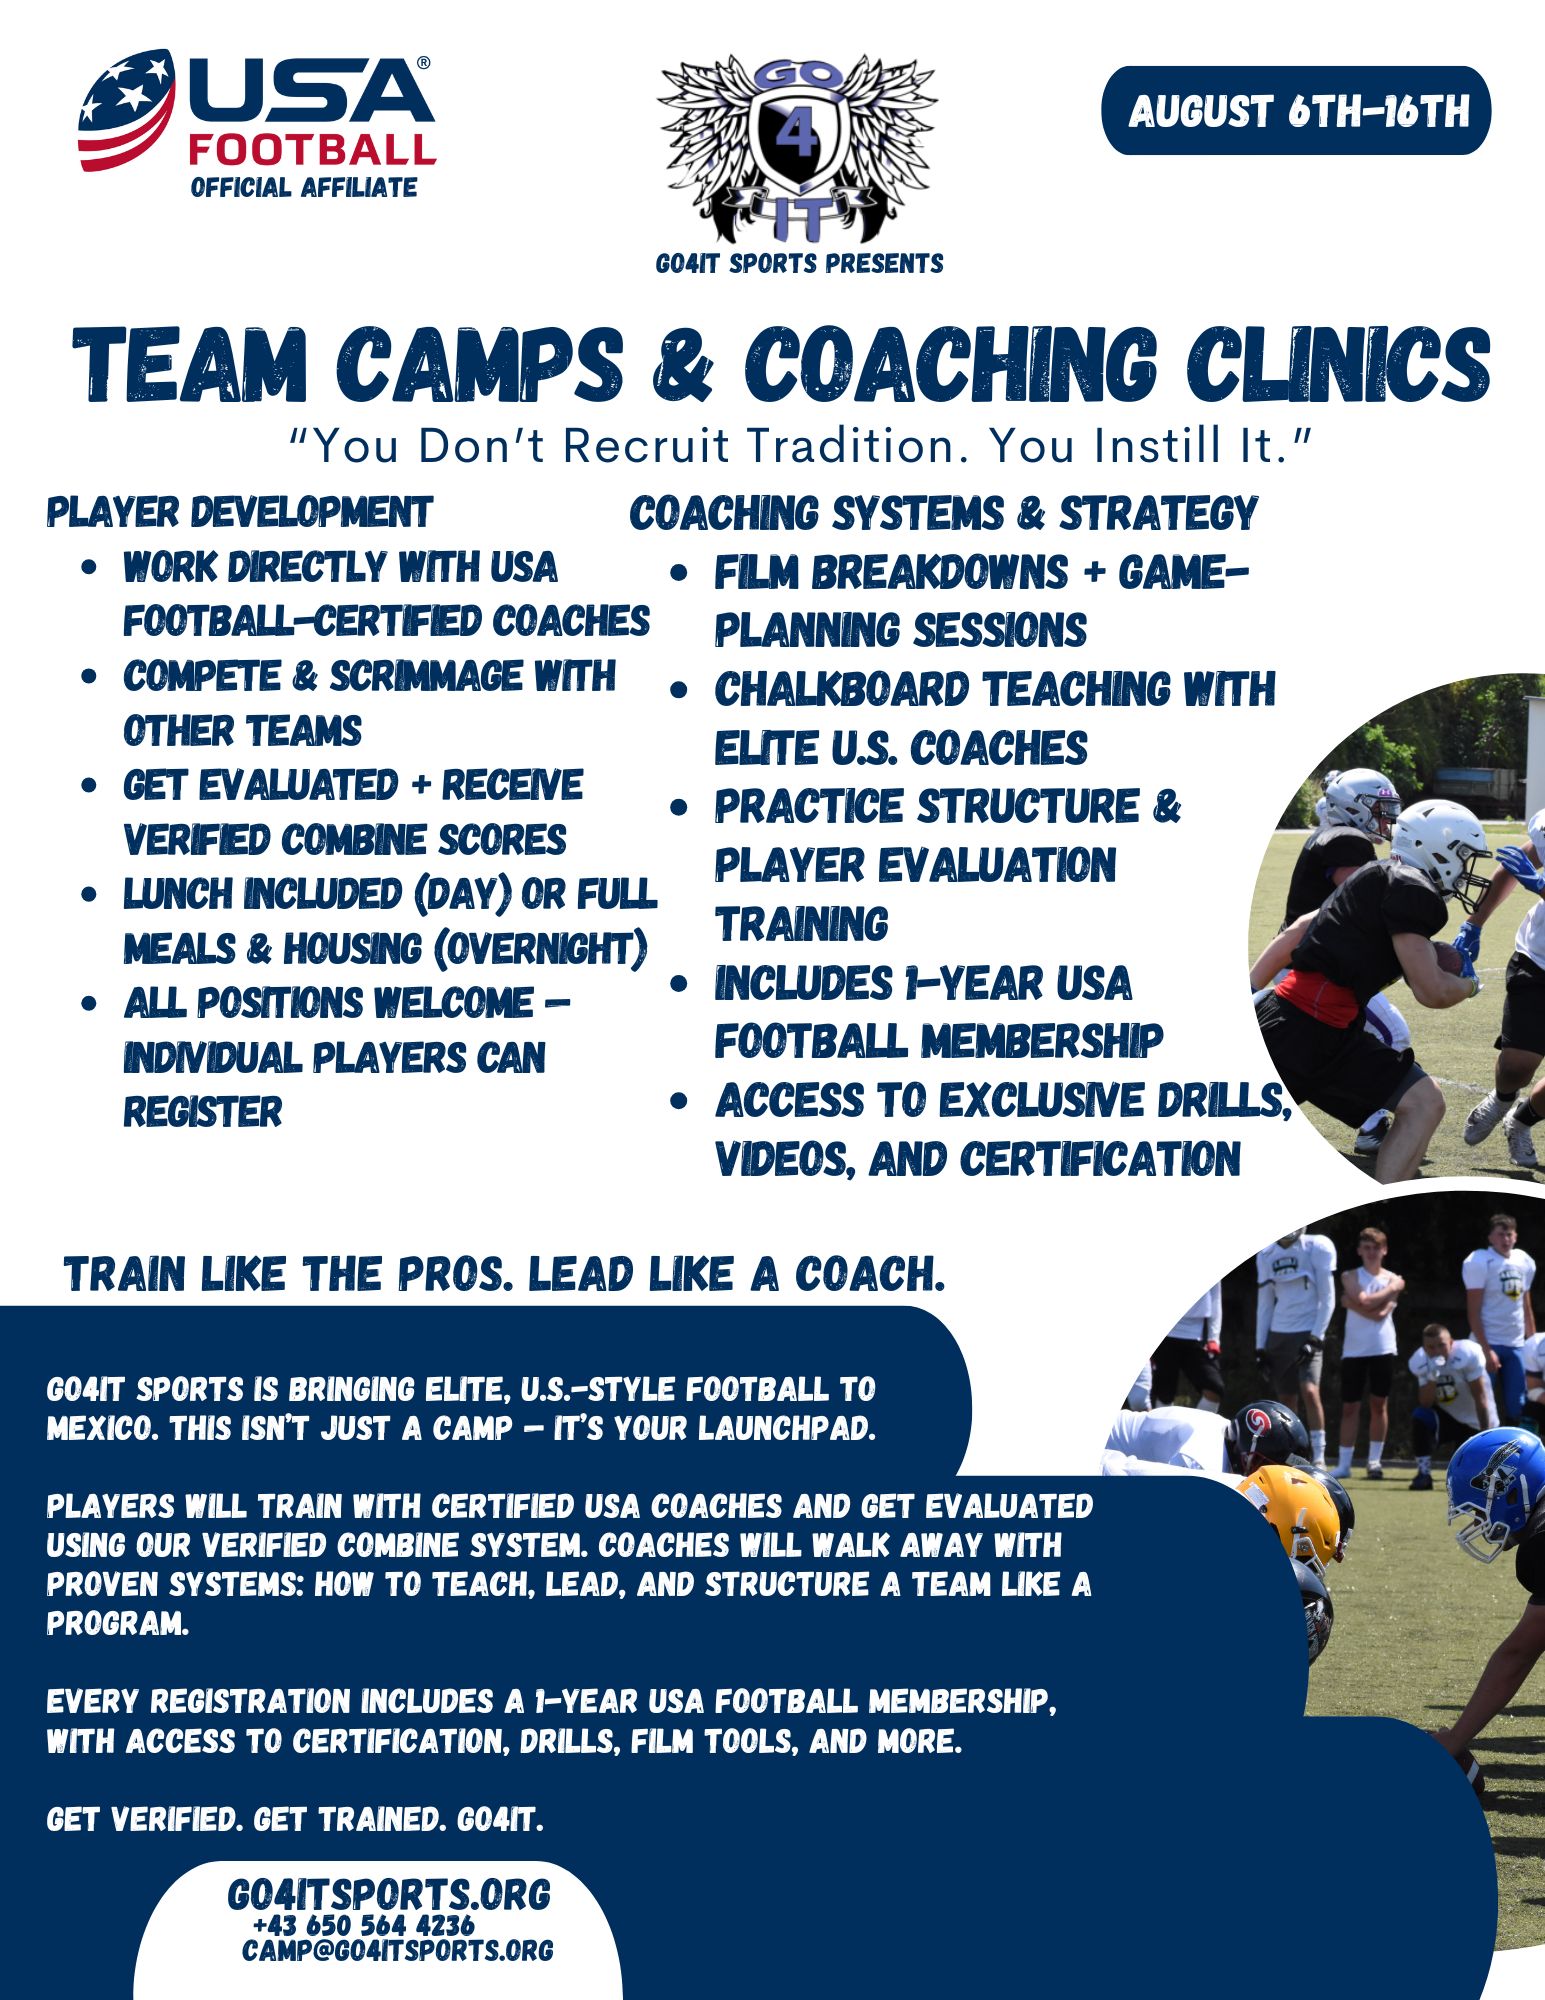 USA®
FOOTBALL
OFFICIAL AFFILIATE
GO
4
IT
GO4IT SPORTS PRESENTS
AUGUST 6TH-16TH
TEAM CAMPS & COACHING CLINICS
“You Don’t Recruit Tradition. You Instill It.”
PLAYER DEVELOPMENT
• WORK DIRECTLY WITH USA
FOOTBALL-CERTIFIED COACHES
• COMPETE & SCRIMMAGE WITH
OTHER TEAMS
• GET EVALUATED + RECEIVE
VERIFIED COMBINE SCORES
• LUNCH INCLUDED (DAY) OR FULL
MEALS & HOUSING (OVERNIGHT)
• ALL POSITIONS WELCOME —
INDIVIDUAL PLAYERS CAN
REGISTER
COACHING SYSTEMS & STRATEGY
• FILM BREAKDOWNS + GAME-
PLANNING SESSIONS
• CHALKBOARD TEACHING WITH
ELITE U.S. COACHES
• PRACTICE STRUCTURE &
PLAYER EVALUATION
TRAINING
• INCLUDES 1-YEAR USA
FOOTBALL MEMBERSHIP
• ACCESS TO EXCLUSIVE DRILLS,
VIDEOS, AND CERTIFICATION
TRAIN LIKE THE PROS. LEAD LIKE A COACH.
GO4IT SPORTS IS BRINGING ELITE, U.S.-STYLE FOOTBALL TO
MEXICO. THIS ISN’T JUST A CAMP — IT’S YOUR LAUNCHPAD.
PLAYERS WILL TRAIN WITH CERTIFIED USA COACHES AND GET EVALUATED
USING OUR VERIFIED COMBINE SYSTEM. COACHES WILL WALK AWAY WITH
PROVEN SYSTEMS: HOW TO TEACH, LEAD, AND STRUCTURE A TEAM LIKE A
PROGRAM.
EVERY REGISTRATION INCLUDES A 1-YEAR USA FOOTBALL MEMBERSHIP,
WITH ACCESS TO CERTIFICATION, DRILLS, FILM TOOLS, AND MORE.
GET VERIFIED. GET TRAINED. GO4IT.
GO4ITSPORTS.ORG
+43 650 564 4236
CAMP@GO4ITSPORTS.ORG